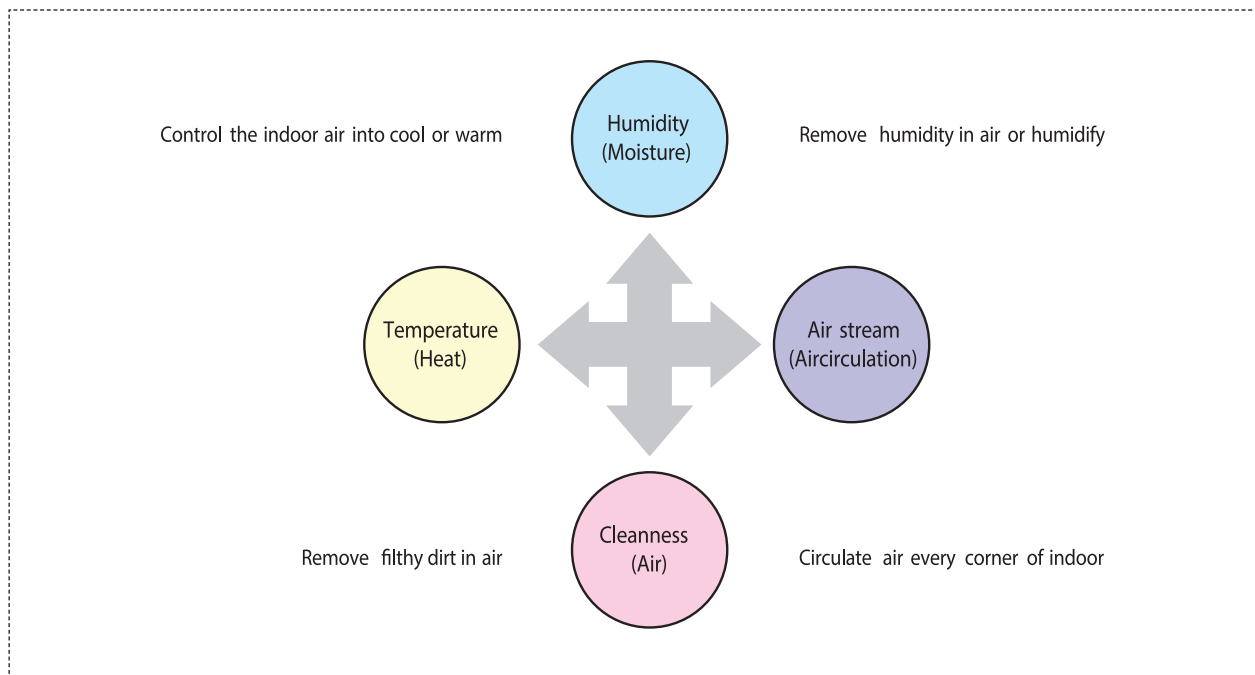 Control the indoor air into cool or warm
Humidity
(Moisture)
Remove humidity in air or humidify
Temperature
(Heat)
Air stream
(Aircirculation)
Remove filthy dirt in air
Cleanness
(Air)
Circulate air every corner of indoor